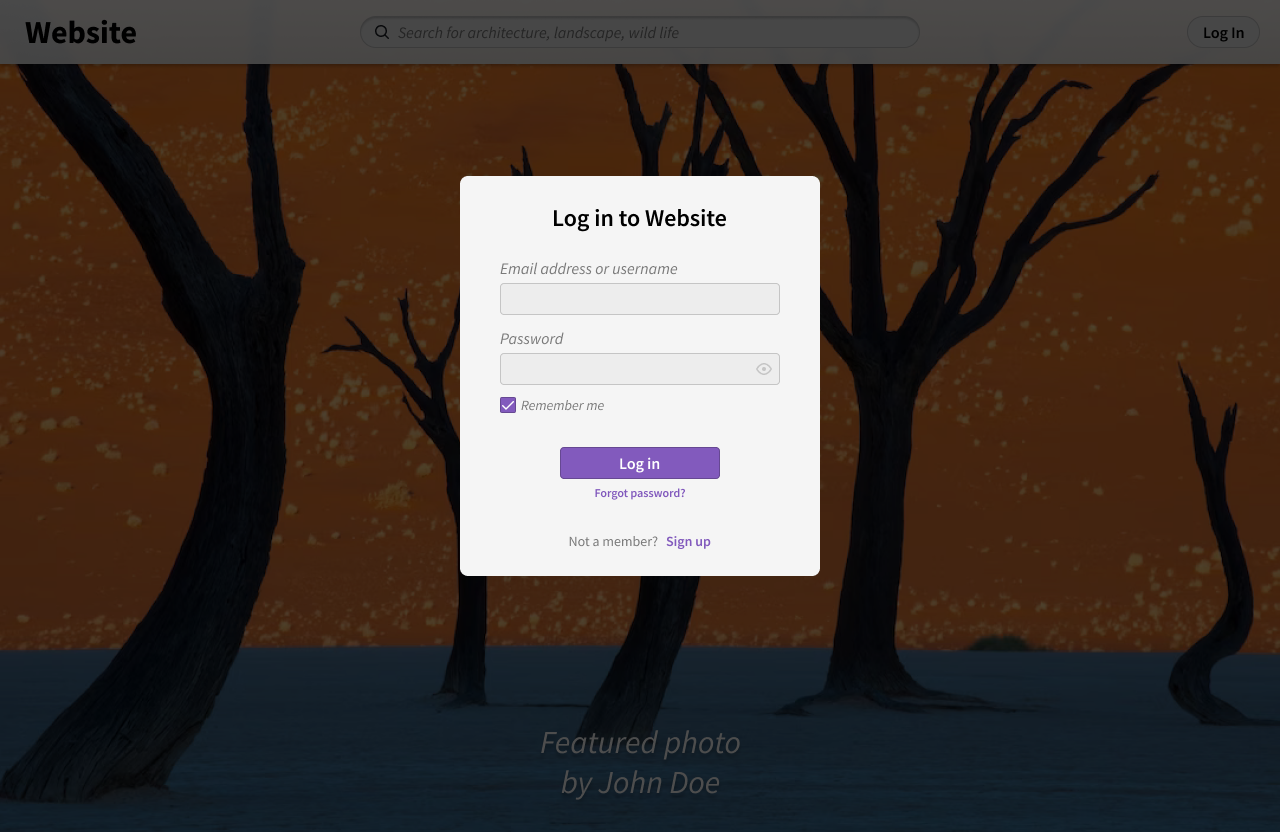 Website
Search for architecture, landscape, wild life
Log In
Log in to Website
Email address or username
Password
Remember me
Log in
Forgot password?
Not a member? Sign up
Featured photo
by John Doe